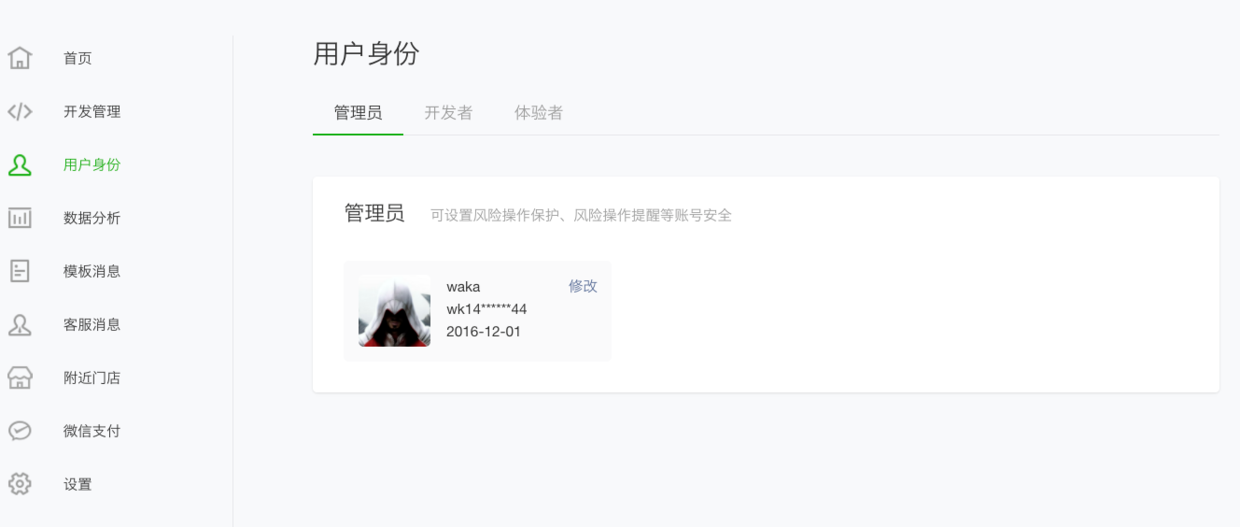 首页
开发管理
用户身份
数据分析
模板消息
客服消息
附近门店
微信支付
设置
用户身份
管理员 开发者 体验者
管理员 可设置风险操作保护、风险操作提醒等账号安全
waka 修改
wk14******44
2016-12-01